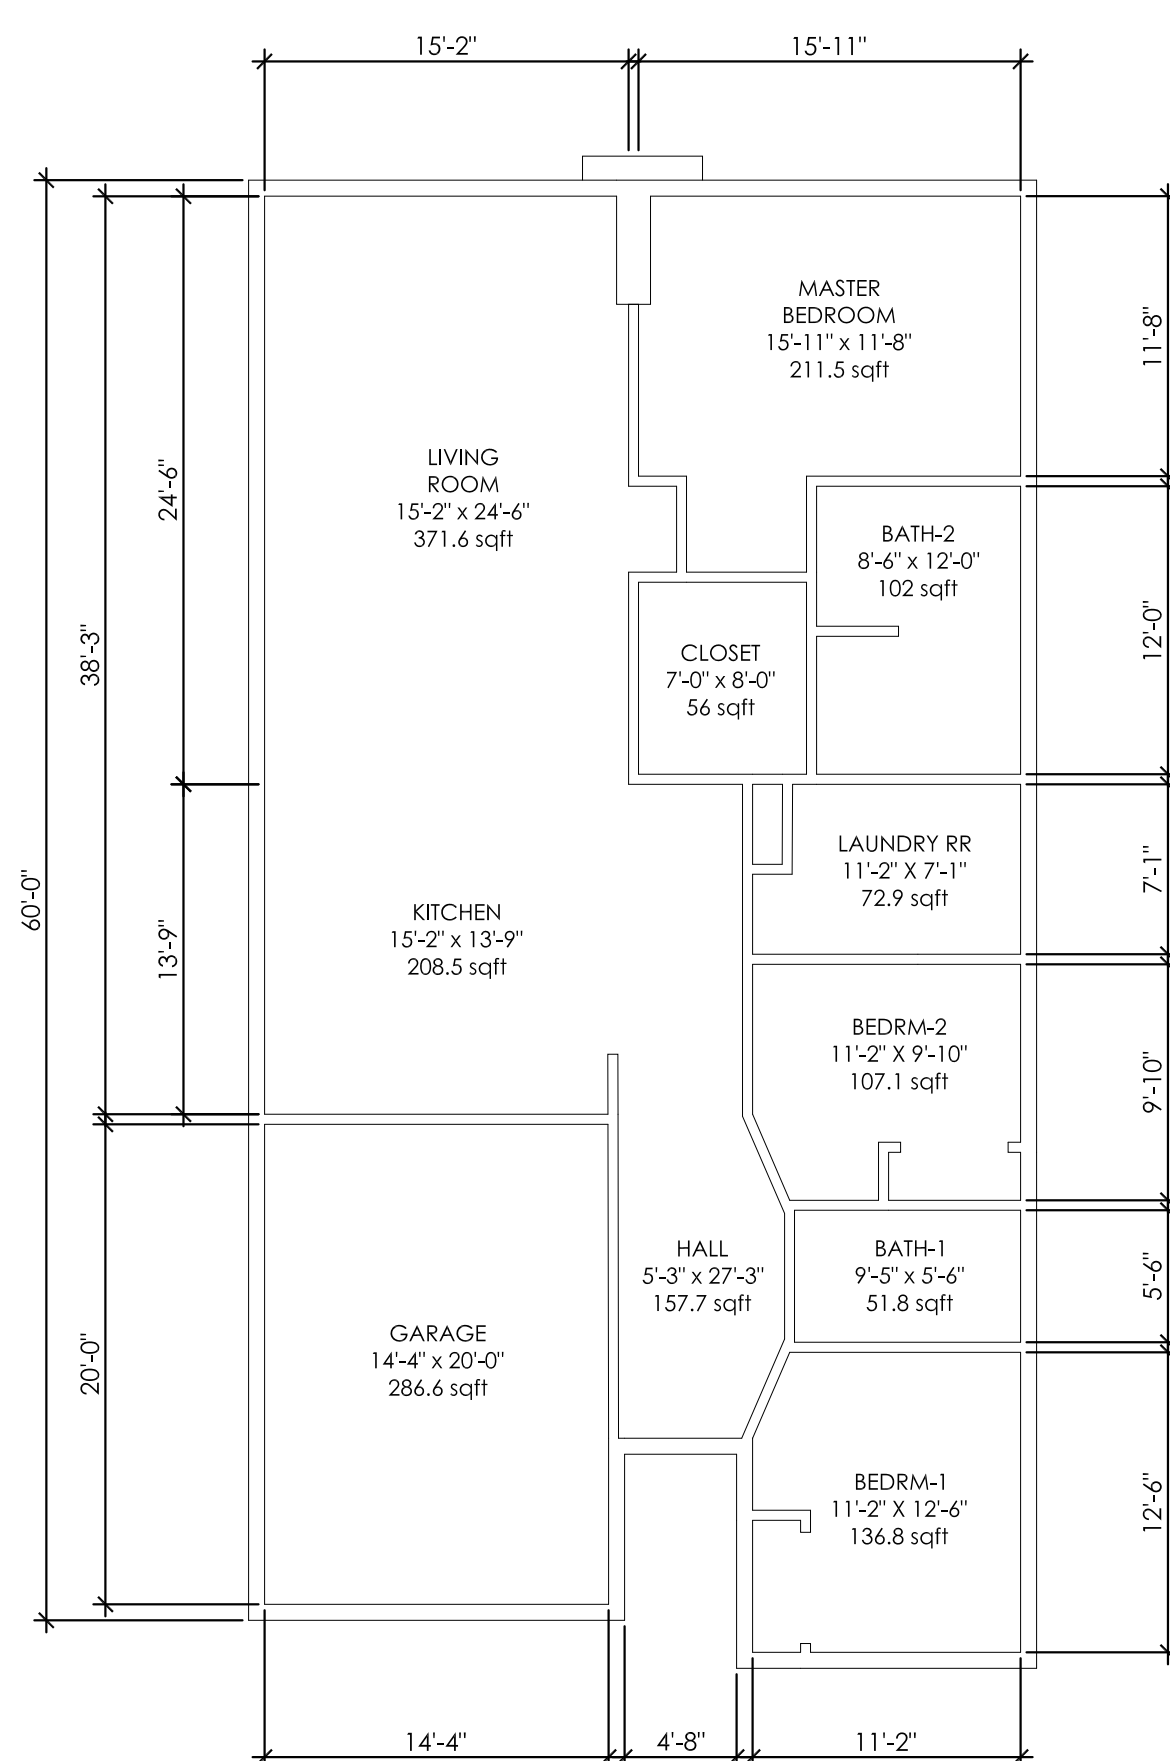 15'-2"
15'-11"
MASTER
BEDROOM
15'-11" x 11'-8"
211.5 sqft
11'-8"
LIVING
ROOM
15'-2" x 24'-6"
371.6 sqft
24'-6"
BATH-2
8'-6" x 12'-0"
102 sqft
12'-0"
38'-3"
CLOSET
7'-0" x 8'-0"
56 sqft
LAUNDRY RR
11'-2" X 7'-1"
72.9 sqft
7'-1"
60'-0"
KITCHEN
15'-2" x 13'-9"
208.5 sqft
13'-9"
BEDRM-2
11'-2" X 9'-10"
107.1 sqft
9'-10"
HALL
5'-3" x 27'-3"
157.7 sqft
BATH-1
9'-5" x 5'-6"
51.8 sqft
5'-6"
GARAGE
14'-4" x 20'-0"
286.6 sqft
20'-0"
BEDRM-1
11'-2" X 12'-6"
136.8 sqft
12'-6"
14'-4"
4'-8"
11'-2"